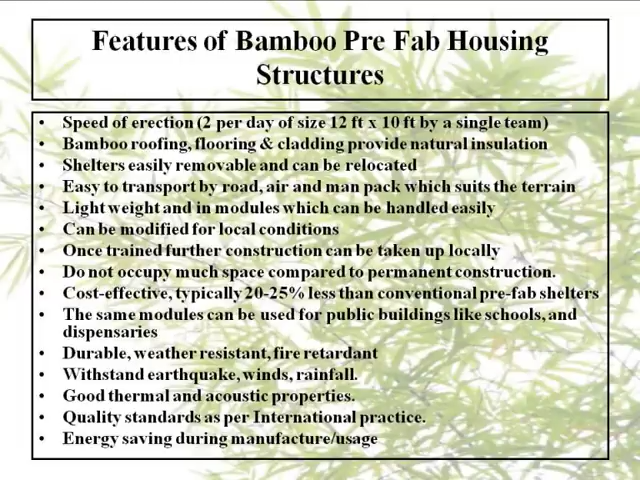 Features of Bamboo Pre Fab Housing
Structures
• Speed of erection (2 per day of size 12 ft x 10 ft by a single team)
• Bamboo roofing, flooring & cladding provide natural insulation
• Shelters easily removable and can be relocated
• Easy to transport by road, air and man pack which suits the terrain
• Light weight and in modules which can be handled easily
• Can be modified for local conditions
• Once trained further construction can be taken up locally
• Do not occupy much space compared to permanent construction.
• Cost-effective, typically 20-25% less than conventional pre-fab shelters
• The same modules can be used for public buildings like schools, and
dispensaries
• Durable, weather resistant, fire retardant
• Withstand earthquake, winds, rainfall.
• Good thermal and acoustic properties.
• Quality standards as per International practice.
• Energy saving during manufacture/usage